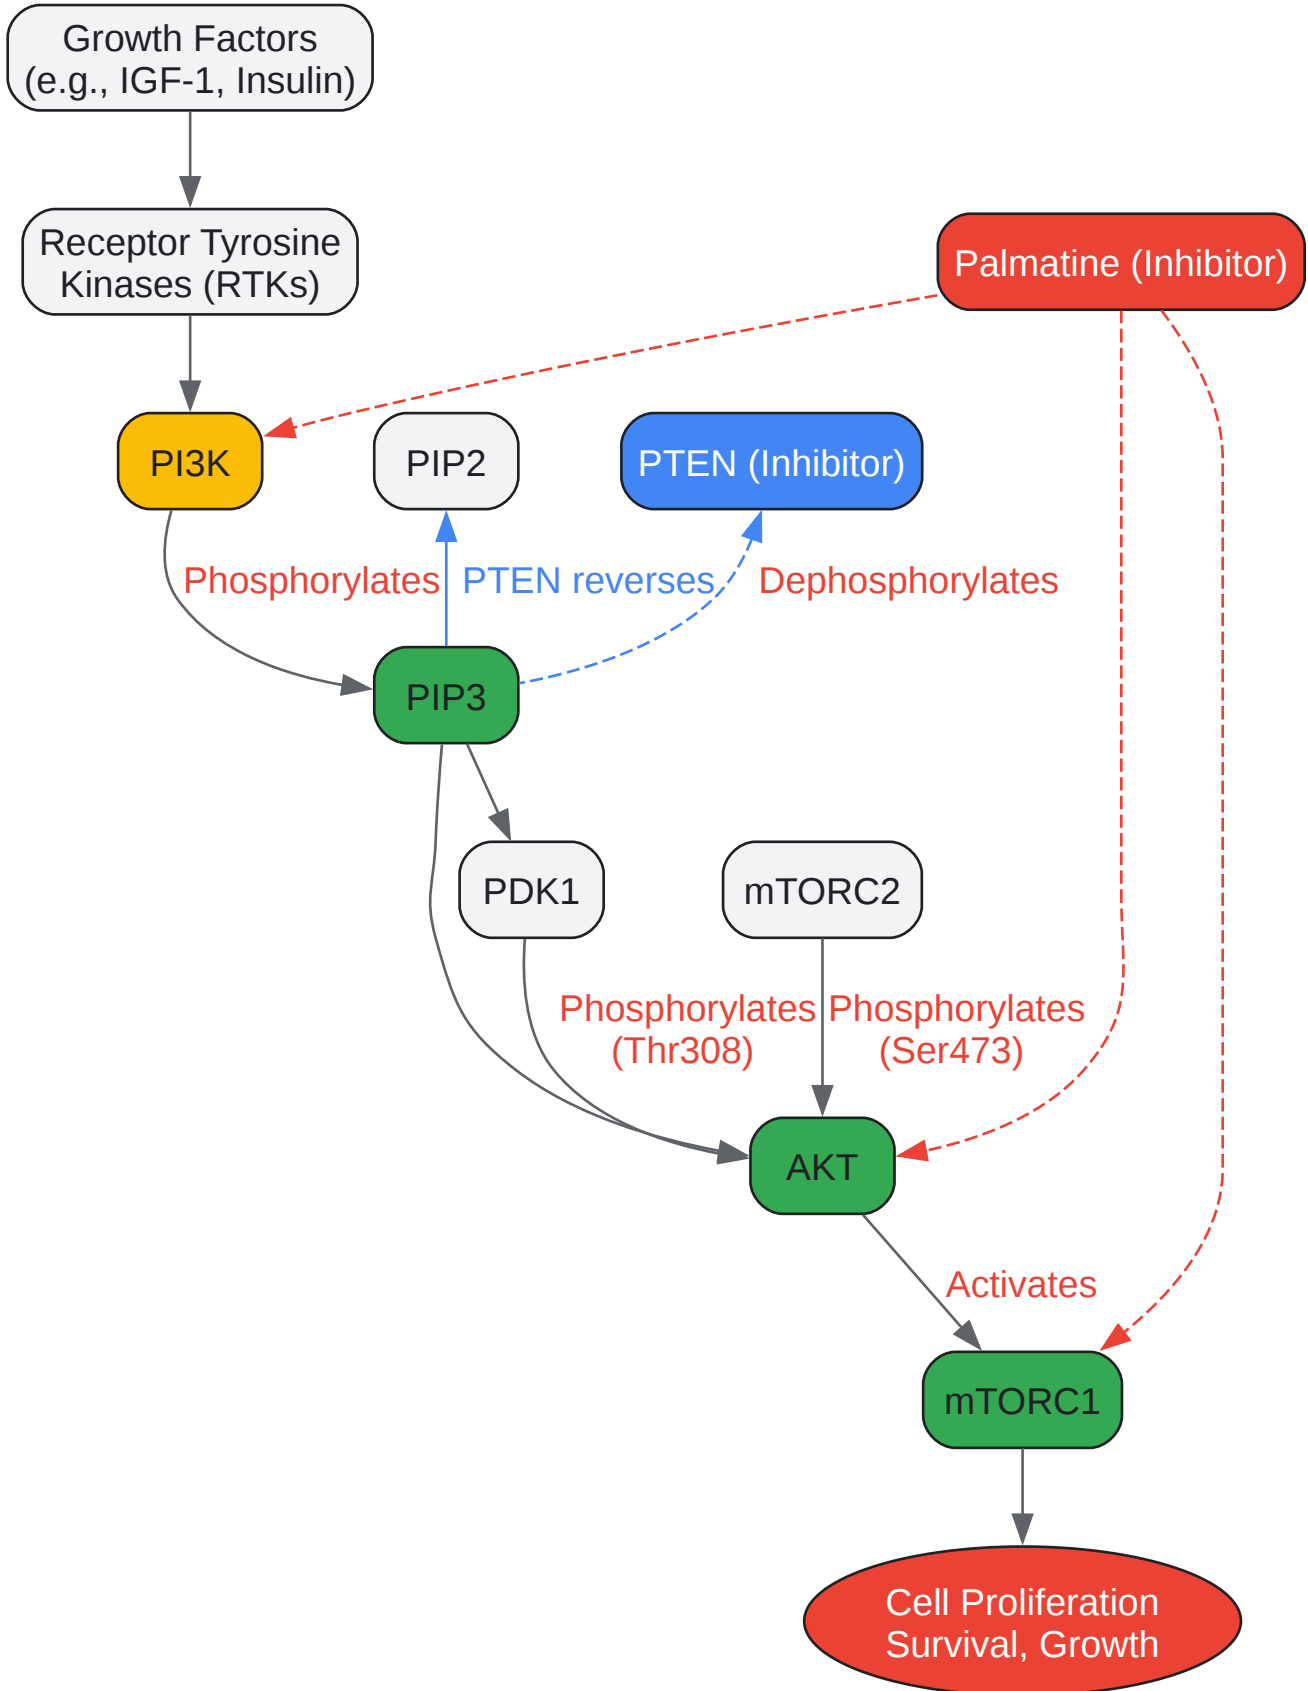 Growth Factors
(e.g., IGF-1, Insulin)
Receptor Tyrosine
Kinases (RTKs)
Palmatine (Inhibitor)
PI3K
PIP2
PTEN (Inhibitor)
Phosphorylates
PTEN reverses
Dephosphorylates
PIP3
PDK1
mTORC2
Phosphorylates
(Thr308)
Phosphorylates
(Ser473)
AKT
Activates
mTORC1
Cell Proliferation
Survival, Growth